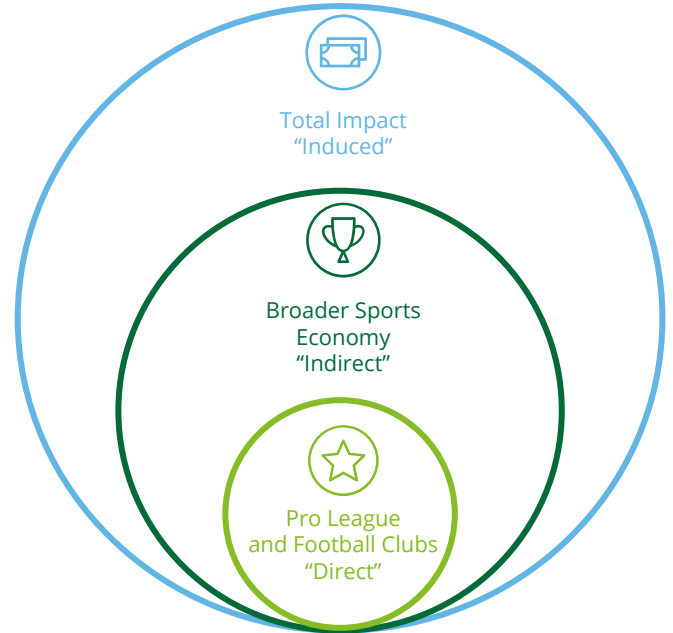 Total Impact
“Induced”
Broader Sports
Economy
“Indirect”
Pro League
and Football Clubs
“Direct”